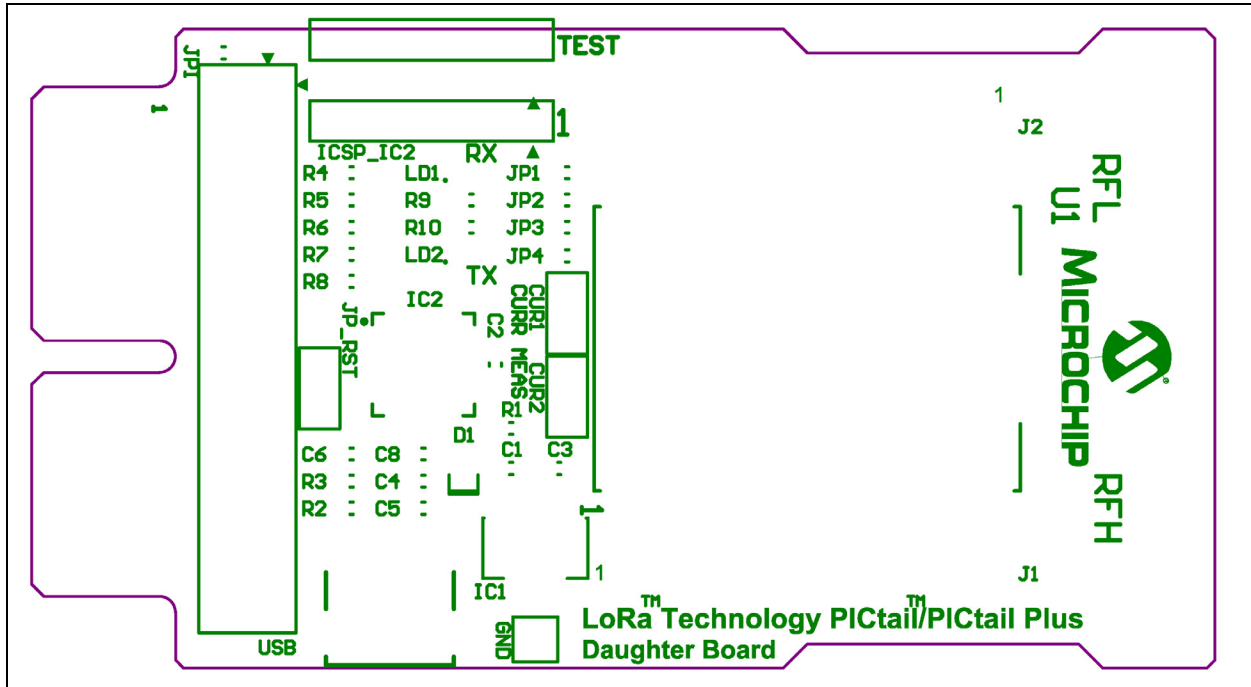 TEST
JPI
1
1
1
J2
ICSP_IC2
RX
R4
LD1
JP1
R5
R9
JP2
R6
R10
JP3
R7
LD2
JP4
R8
TX
IC2
JP_RST
C2
CURR MEAS
CUR1
CUR2
R1
D1
C6
C8
C1
C3
R3
C4
R2
C5
1
IC1
1
J1
RFL
U1
MICROCHIP
®
RFH
USB
GND
LoRa™ Technology PICtail™/PICtail Plus
Daughter Board